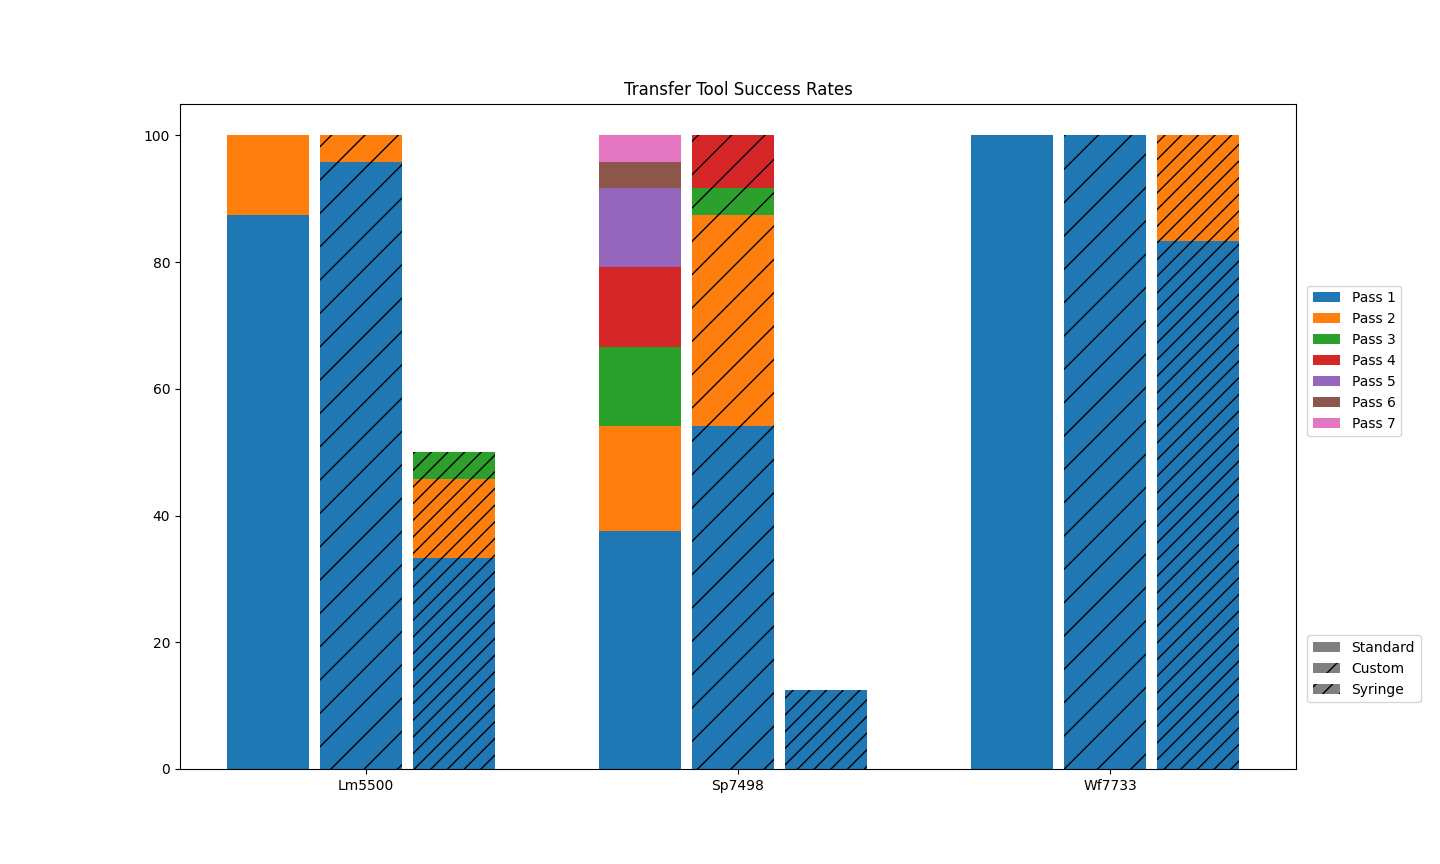 Transfer Tool Success Rates
100
80
60
40
20
0
Lm5500
Sp7498
Wf7733
Pass 1
Pass 2
Pass 3
Pass 4
Pass 5
Pass 6
Pass 7
Standard
Custom
Syringe